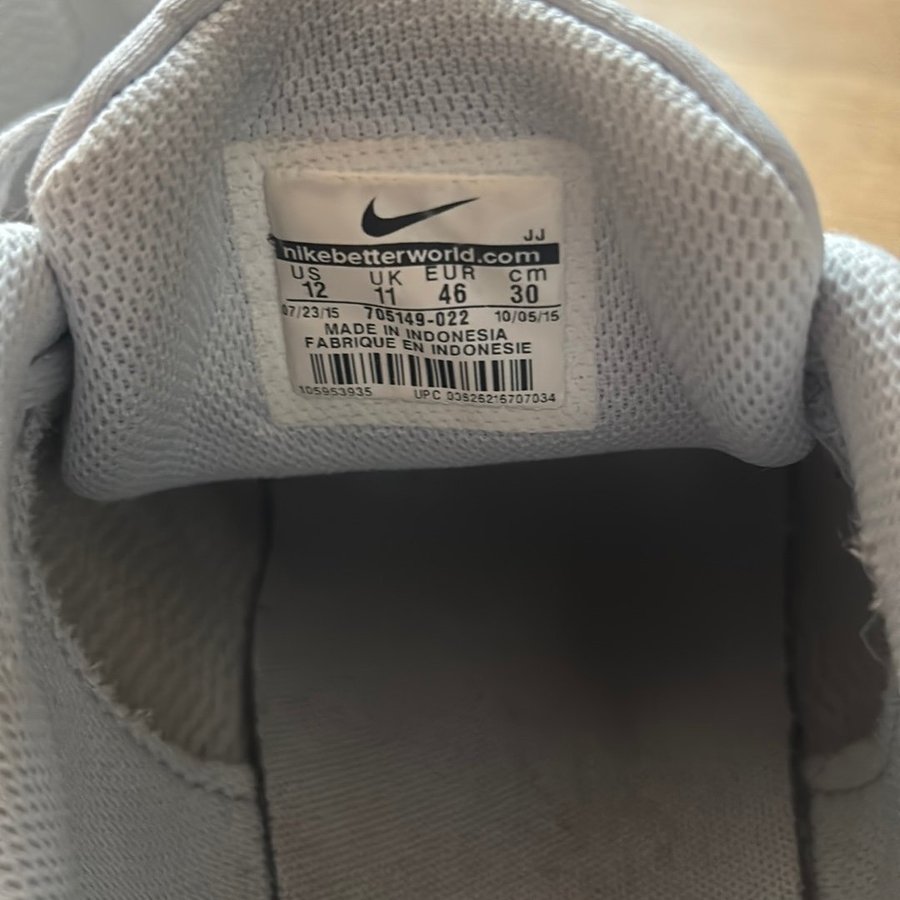 JJ
nikebetterworld.com
US UK EUR cm
12 11 46 30
07/23/15 705149-022 10/05/15
MADE IN INDONESIA
FABRIQUE EN INDONESIE
105953935 UPC